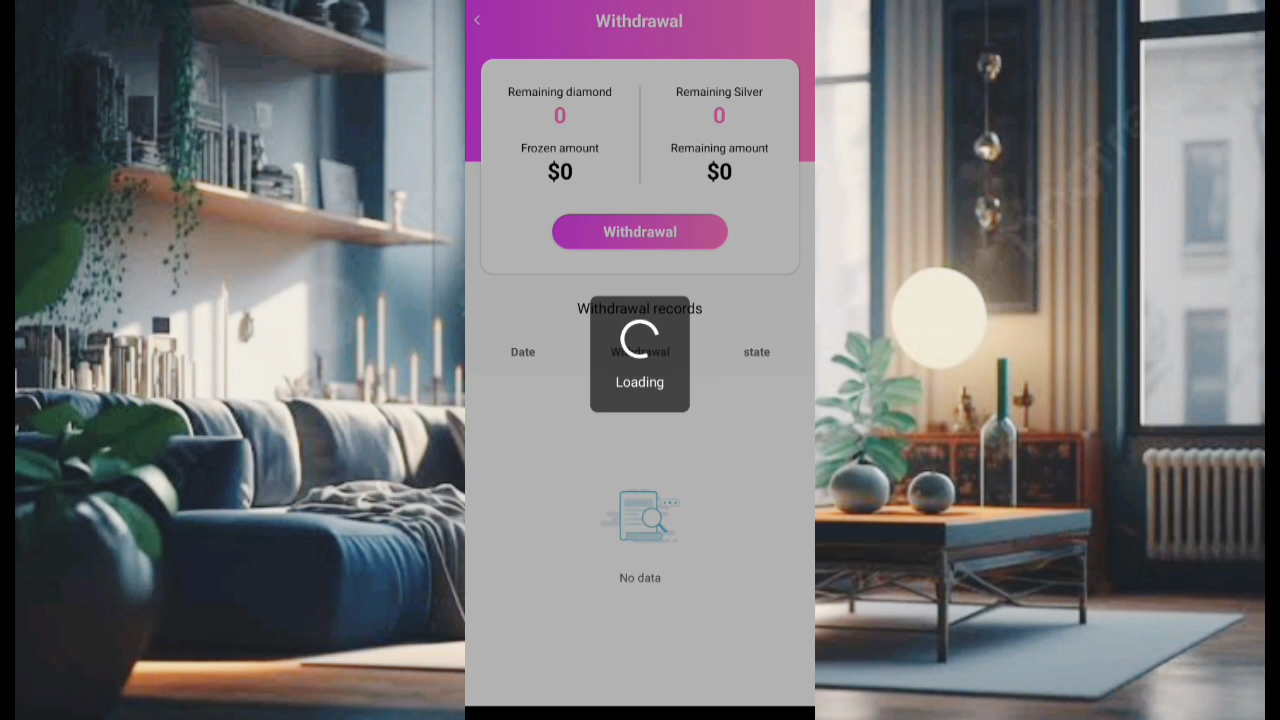 Withdrawal
Remaining diamond
0
Remaining Silver
0
Frozen amount
$0
Remaining amount
$0
Withdrawal
Withdrawal records
Date
Withdrawal
state
Loading
No data